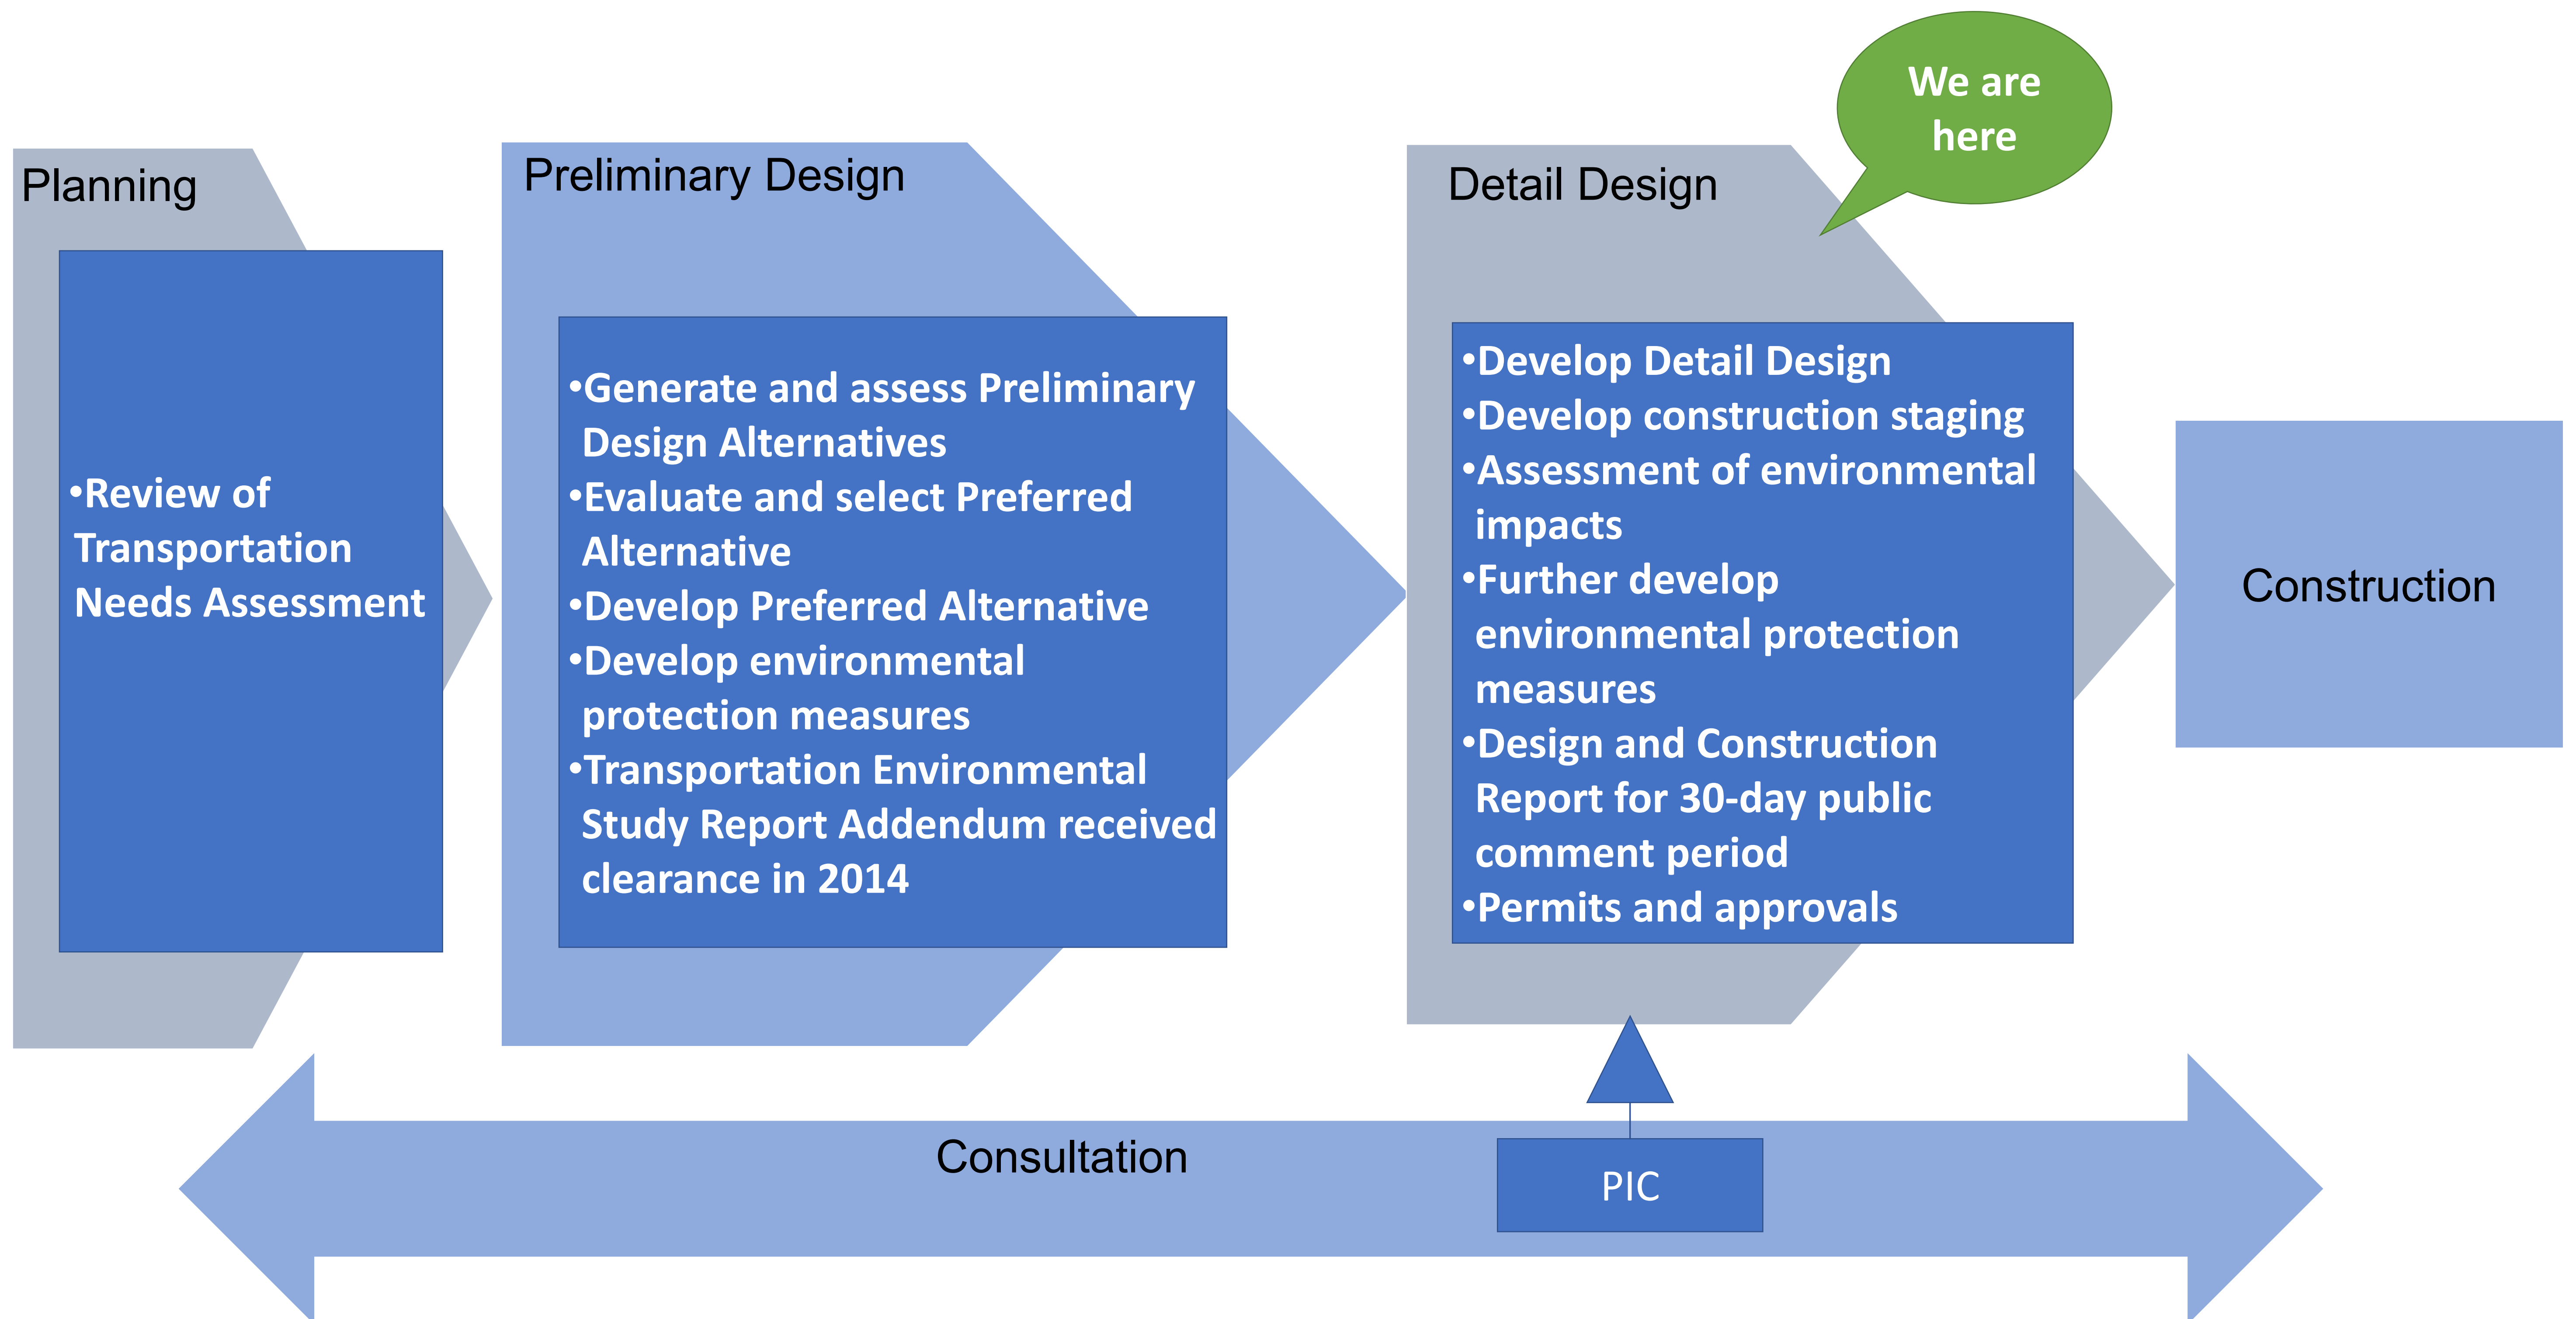 We are
here
Planning
•Review of
Transportation
Needs Assessment
Preliminary Design
•Generate and assess Preliminary
Design Alternatives
•Evaluate and select Preferred
Alternative
•Develop Preferred Alternative
•Develop environmental
protection measures
•Transportation Environmental
Study Report Addendum received
clearance in 2014
Detail Design
•Develop Detail Design
•Develop construction staging
•Assessment of environmental
impacts
•Further develop
environmental protection
measures
•Design and Construction
Report for 30-day public
comment period
•Permits and approvals
Construction
Consultation
PIC